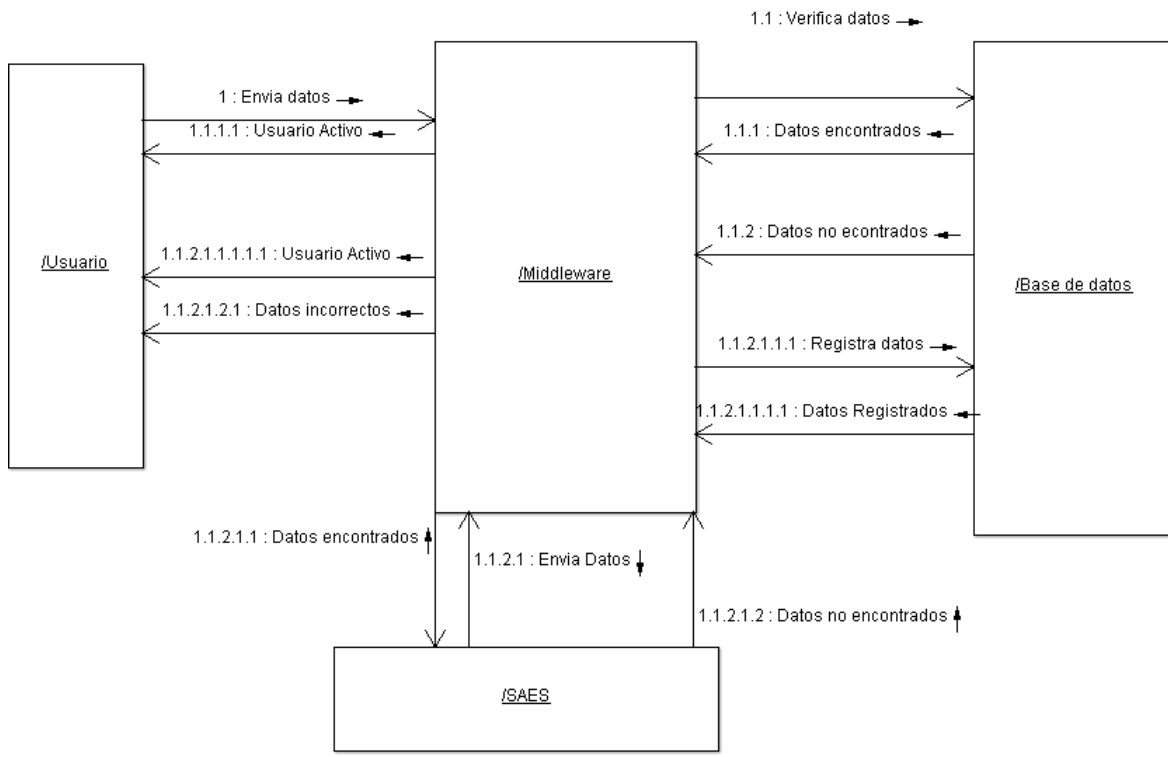 1.1 : Verifica datos
1 : Envia datos
1.1.1.1 : Usuario Activo
1.1.1 : Datos encontrados
1.1.2.1.1.1.1.1 : Usuario Activo
1.1.2 : Datos no econtrados
/Usuario
/Middleware
/Base de datos
1.1.2.1.2.1 : Datos incorrectos
1.1.2.1.1.1 : Registra datos
1.1.2.1.1.1.1 : Datos Registrados
1.1.2.1.1 : Datos encontrados
1.1.2.1 : Envia Datos
1.1.2.1.2 : Datos no encontrados
/SAES